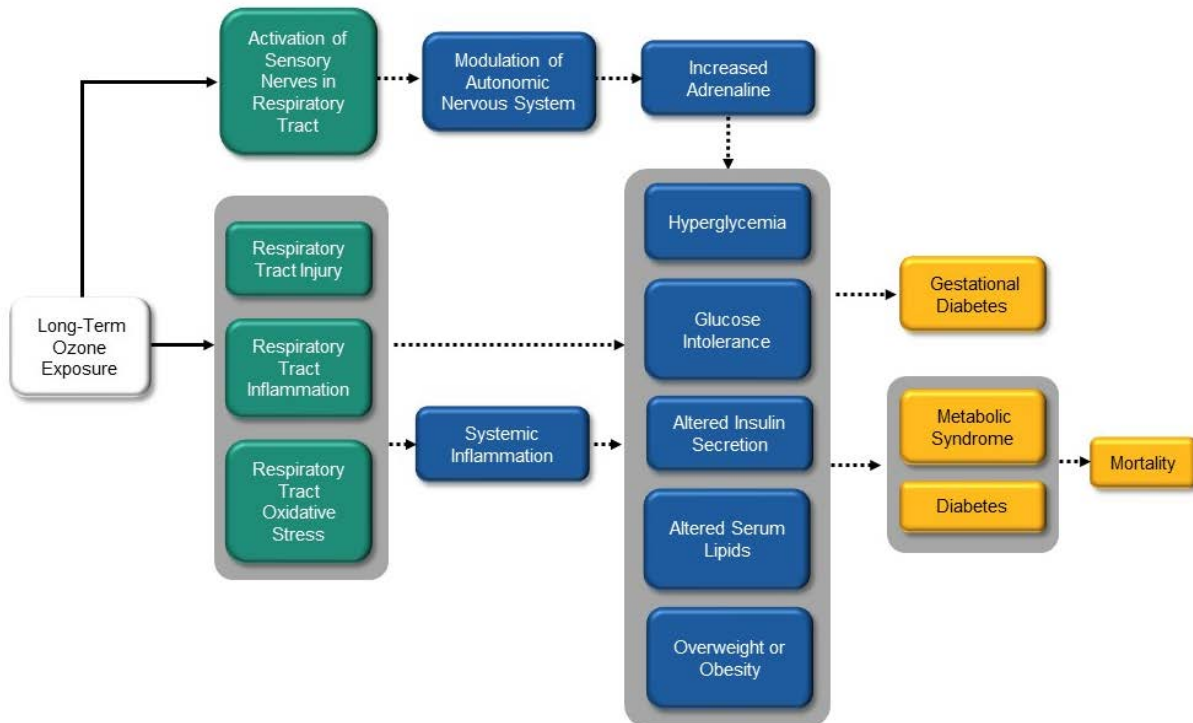 Activation of
Sensory
Nerves in
Respiratory
Tract
Modulation of
Autonomic
Nervous System
Increased
Adrenaline
Long-Term
Ozone
Exposure
Respiratory
Tract Injury
Respiratory
Tract
Inflammation
Respiratory
Tract
Oxidative
Stress
Systemic
Inflammation
Hyperglycemia
Glucose
Intolerance
Altered Insulin
Secretion
Altered Serum
Lipids
Overweight or
Obesity
Gestational
Diabetes
Metabolic
Syndrome
Diabetes
Mortality